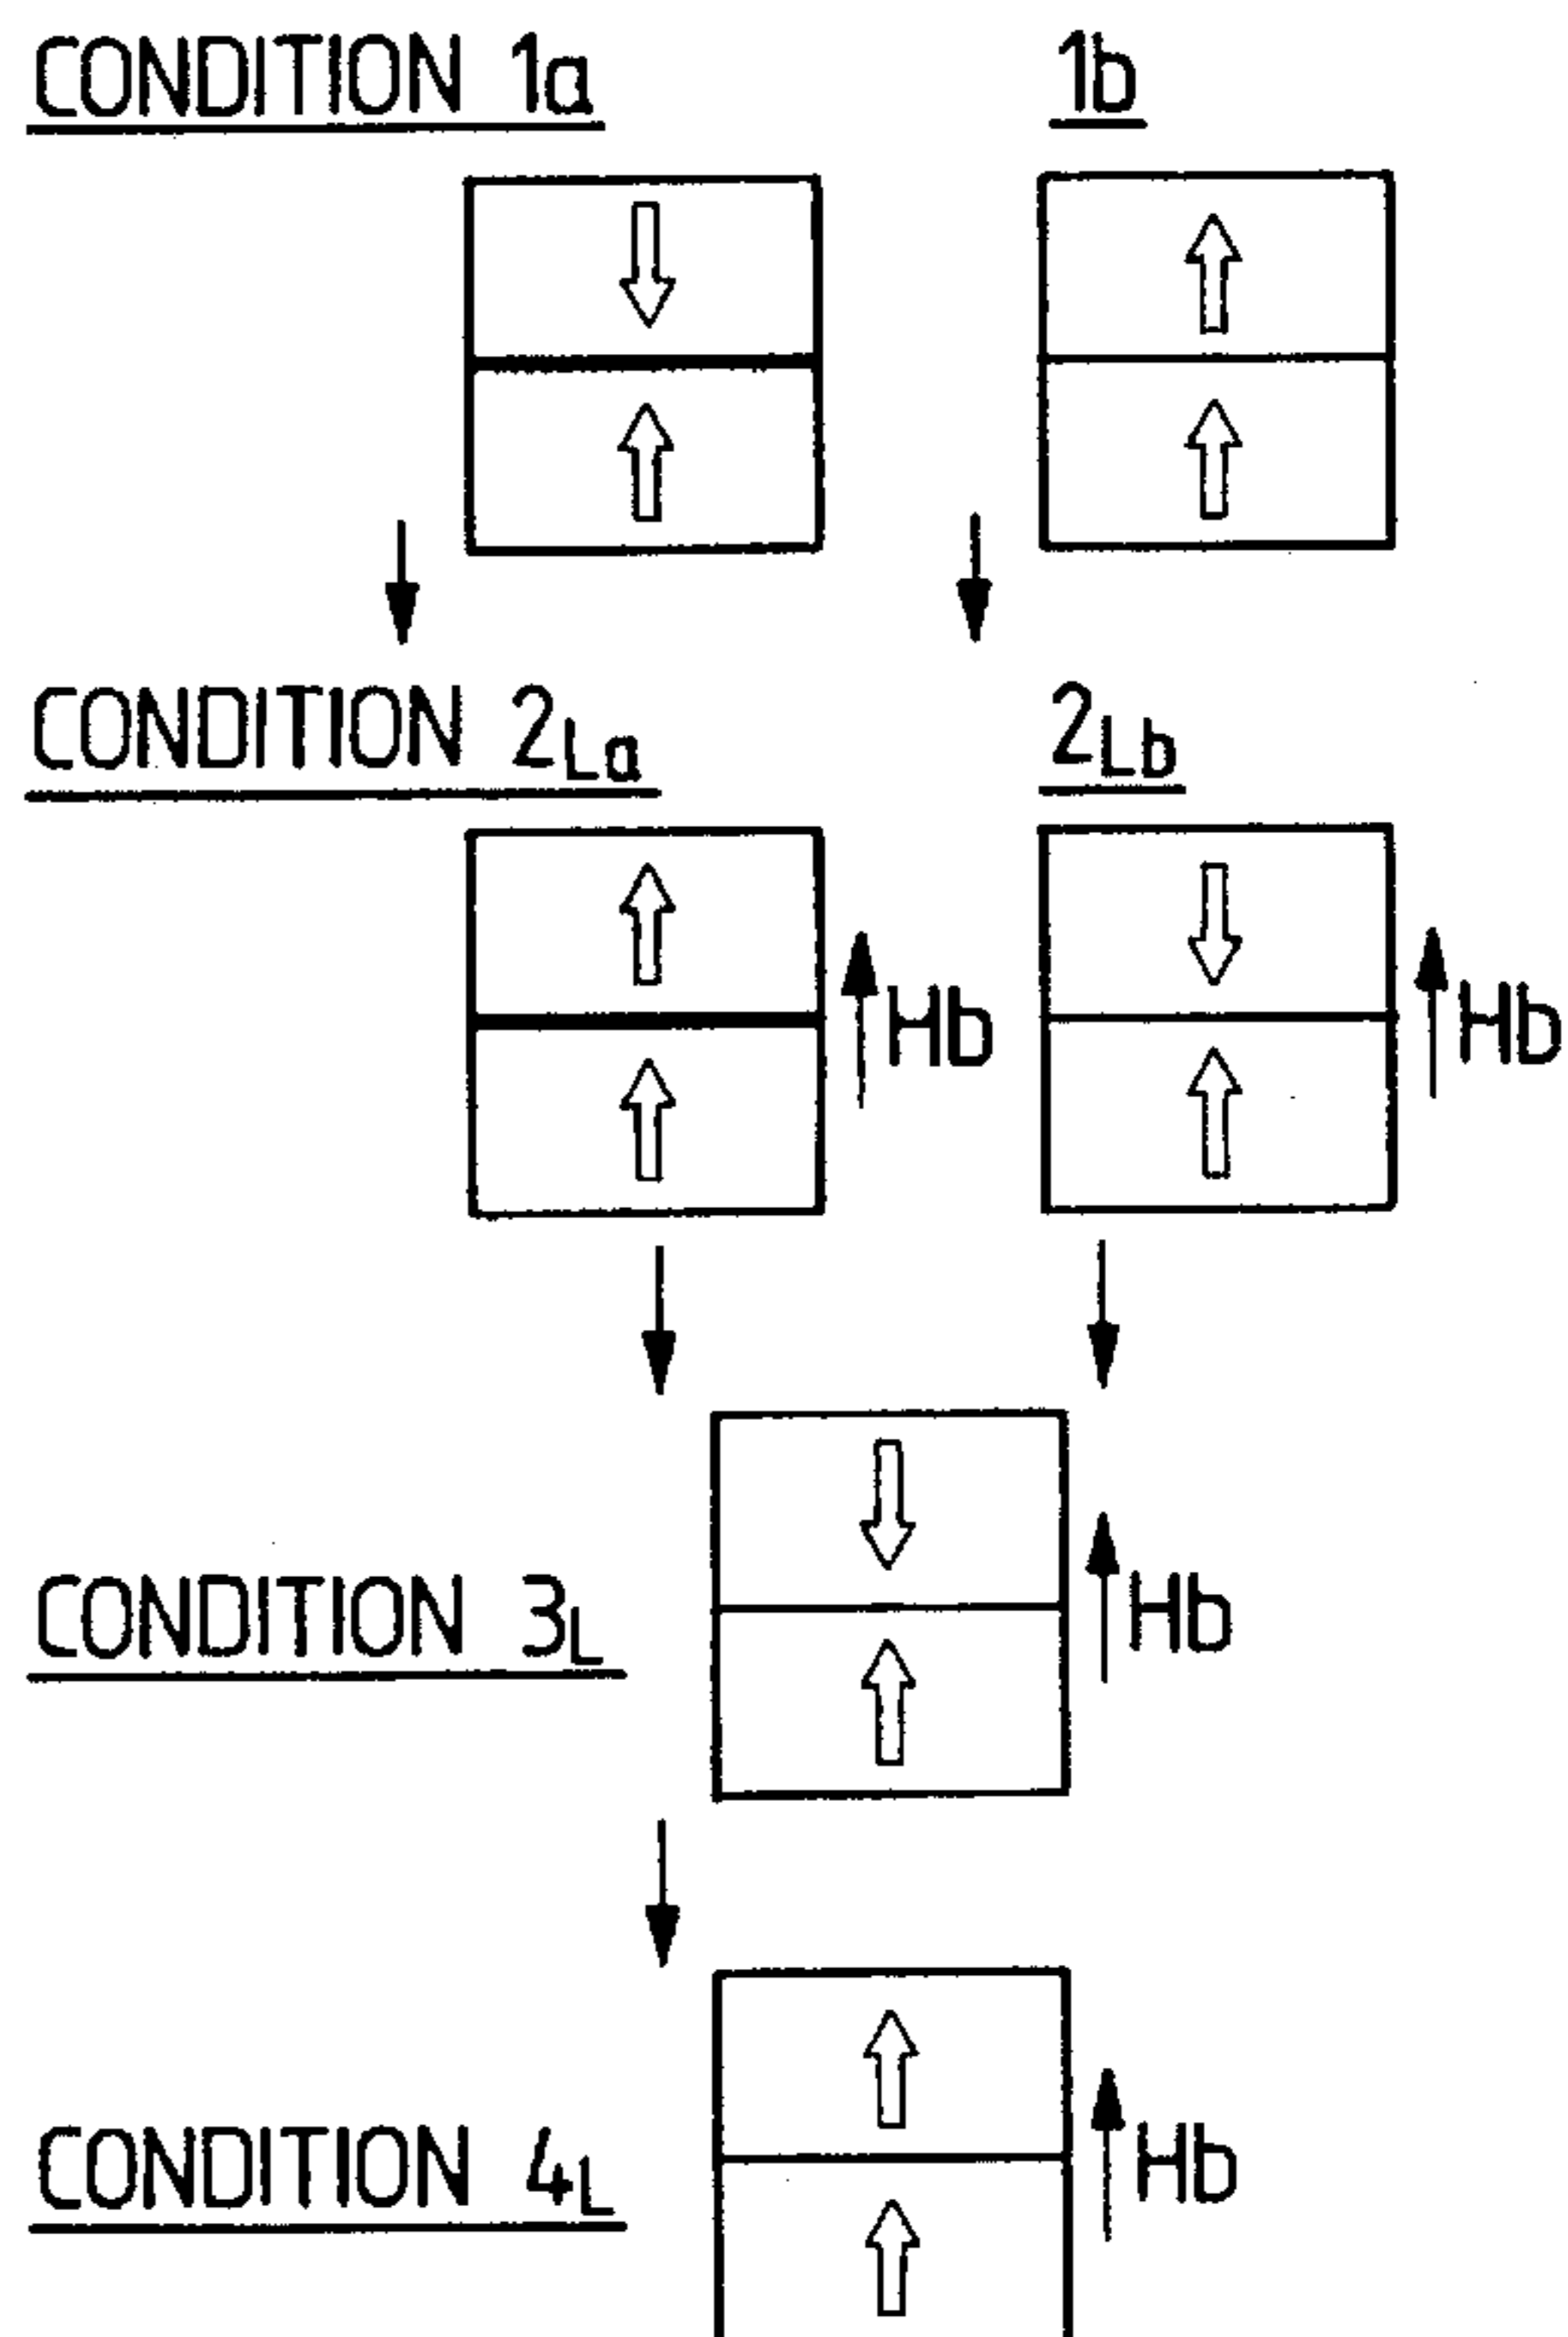 CONDITION 1a 1b
CONDITION 2La 2Lb
Hb Hb
CONDITION 3L Hb
CONDITION 4L Hb